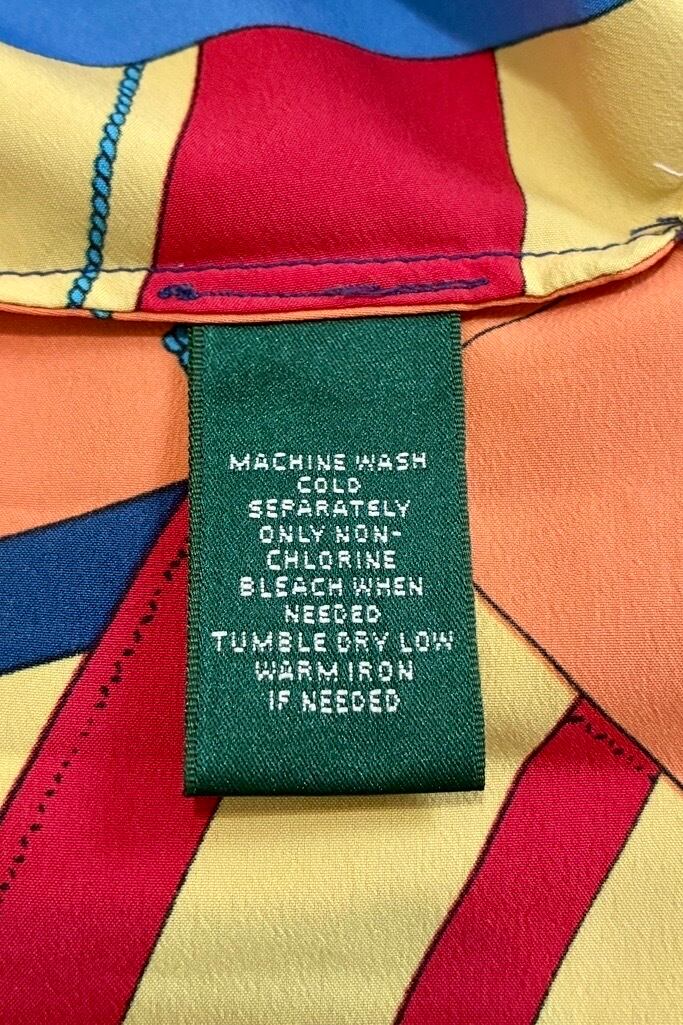 MACHINE WASH
COLD
SEPARATELY
ONLY NON-
CHLORINE
BLEACH WHEN
NEEDED
TUMBLE DRY LOW
WARM IRON
IF NEEDED